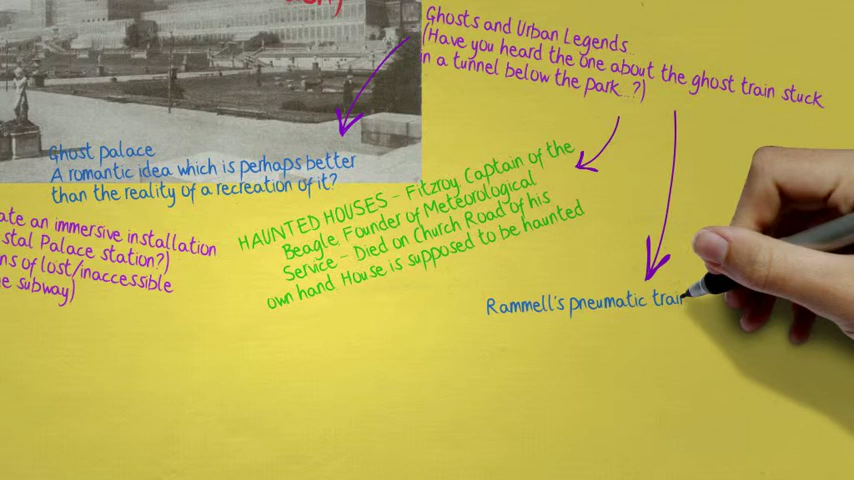 Ghosts and Urban Legends
(Have you heard the one about the ghost train stuck
in a tunnel below the park...?)
Ghost palace
A romantic idea which is perhaps better
than the reality of a recreation of it?
HAUNTED HOUSES - Fitzroy Captain of the
Beagle, Founder of Meteorological
Service - Died on Church Road of his
own hand House is supposed to be haunted
ate an immersive installation
stal Palace station?)
ns of lost/inaccessible
e subway)
Rammell's pneumatic train